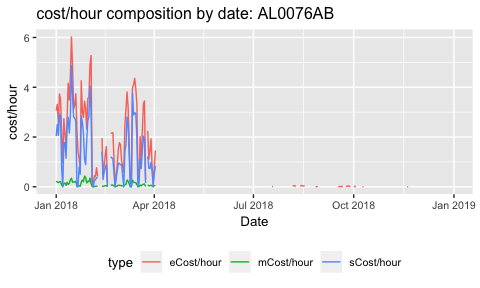 cost/hour composition by date: AL0076AB
6
4
2
0
cost/hour
Jan 2018 Apr 2018 Jul 2018 Oct 2018 Jan 2019
Date
type eCost/hour mCost/hour sCost/hour